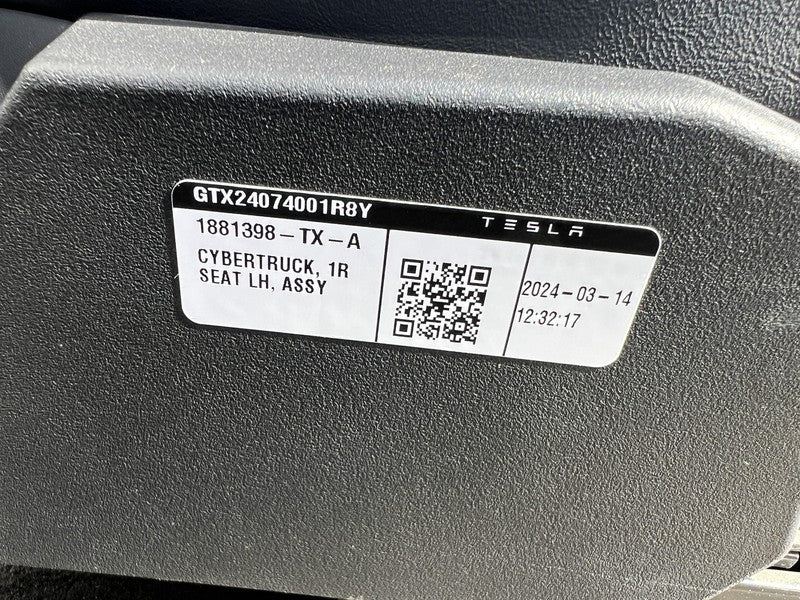 GTX24074001R8Y
TESLA
1881398-TX-A
CYBERTRUCK, 1R
SEAT LH, ASSY
2024-03-14
12:32:17